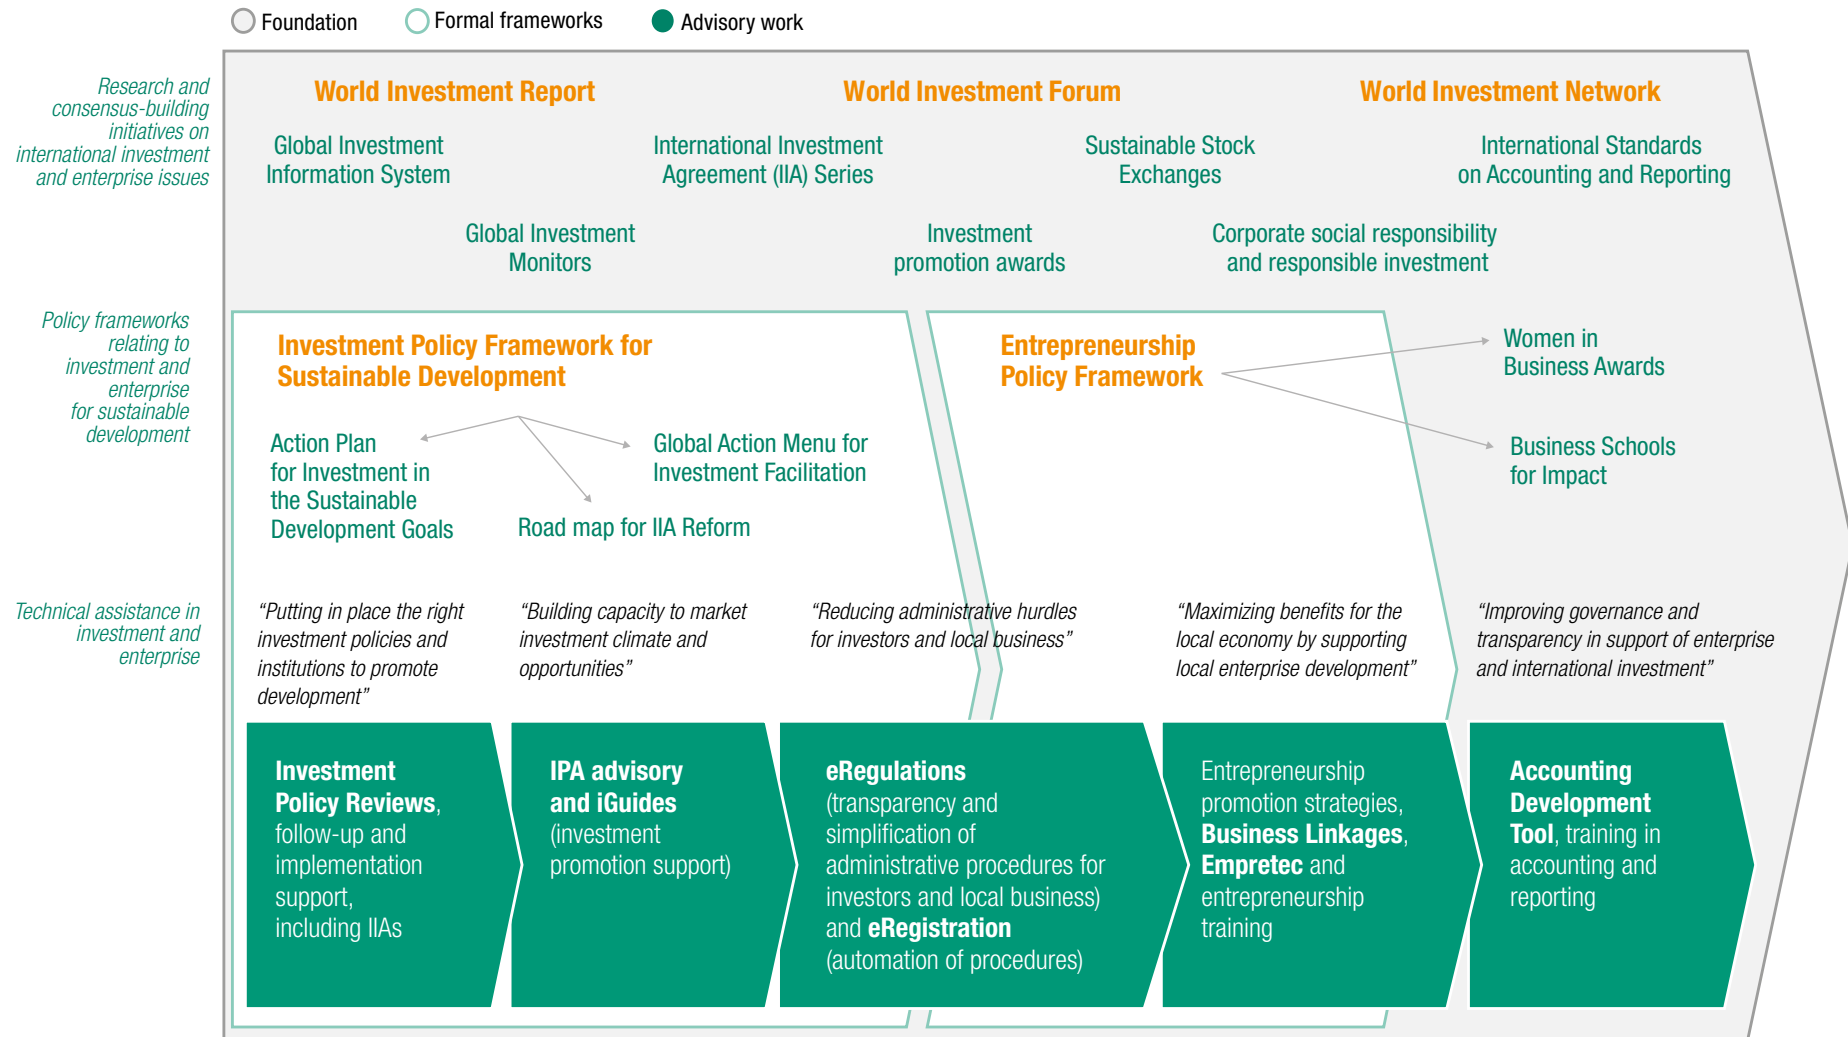 Foundation
Formal frameworks
Advisory work
Research and
consensus-building
initiatives on
international investment
and enterprise issues
World Investment Report
World Investment Forum
World Investment Network
Global Investment
Information System
International Investment
Agreement (IIA) Series
Sustainable Stock
Exchanges
International Standards
on Accounting and Reporting
Global Investment
Monitors
Investment
promotion awards
Corporate social responsibility
and responsible investment
Policy frameworks
relating to
investment and
enterprise
for sustainable
development
Investment Policy Framework for
Sustainable Development
Action Plan
for Investment in
the Sustainable
Development Goals
Road map for IIA Reform
Global Action Menu for
Investment Facilitation
Entrepreneurship
Policy Framework
Women in
Business Awards
Business Schools
for Impact
Technical assistance in
investment and
enterprise
“Putting in place the right
investment policies and
institutions to promote
development”
“Building capacity to market
investment climate and
opportunities”
“Reducing administrative hurdles
for investors and local business”
“Maximizing benefits for the
local economy by supporting
local enterprise development”
“Improving governance and
transparency in support of enterprise
and international investment”
Investment
Policy Reviews,
follow-up and
implementation
support,
including IIAs
IPA advisory
and iGuides
(investment
promotion support)
eRegulations
(transparency and
simplification of
administrative procedures for
investors and local business)
and eRegistration
(automation of procedures)
Entrepreneurship
promotion strategies,
Business Linkages,
Empretec and
entrepreneurship
training
Accounting
Development
Tool, training in
accounting and
reporting